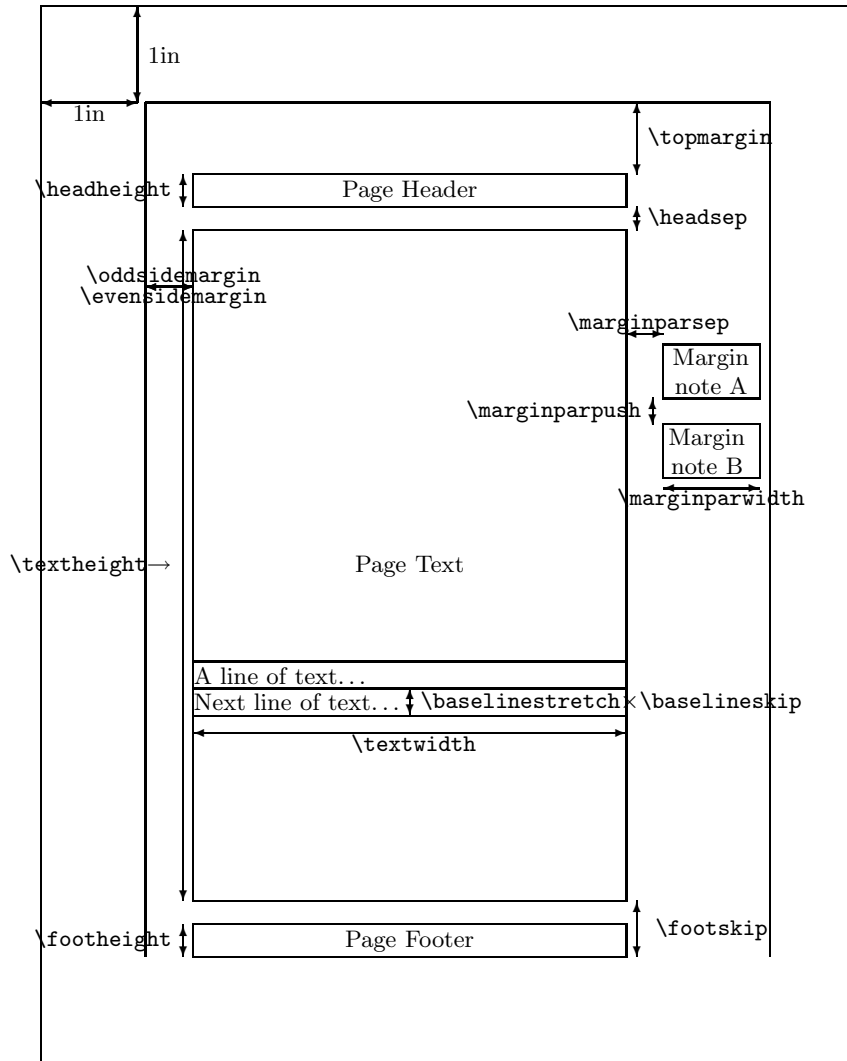 1in
1in
\topmargin
\headheight
Page Header
\headsep
\oddsidemargin
\evensidemargin
\marginparsep
Margin
note A
\marginparpush
Margin
note B
\marginparwidth
\textheight→
Page Text
A line of text...
Next line of text...
\baselinestretch×\baselineskip
\textwidth
\footskip
\footheight
Page Footer